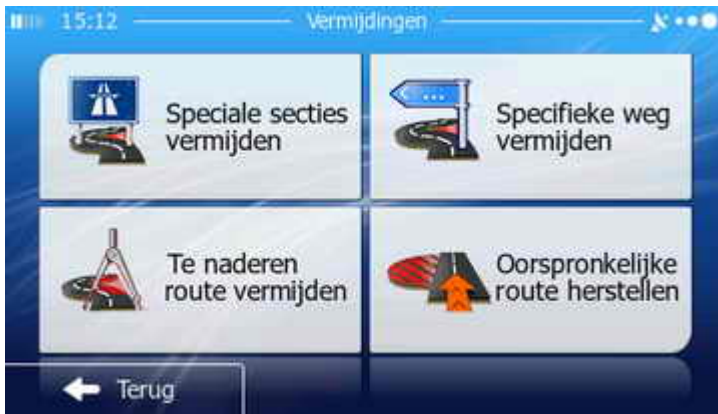 15:12 Vermijdingen
Speciale secties
vermijden
Specifieke weg
vermijden
Te naderen
route vermijden
Oorspronkelijke
route herstellen
Terug